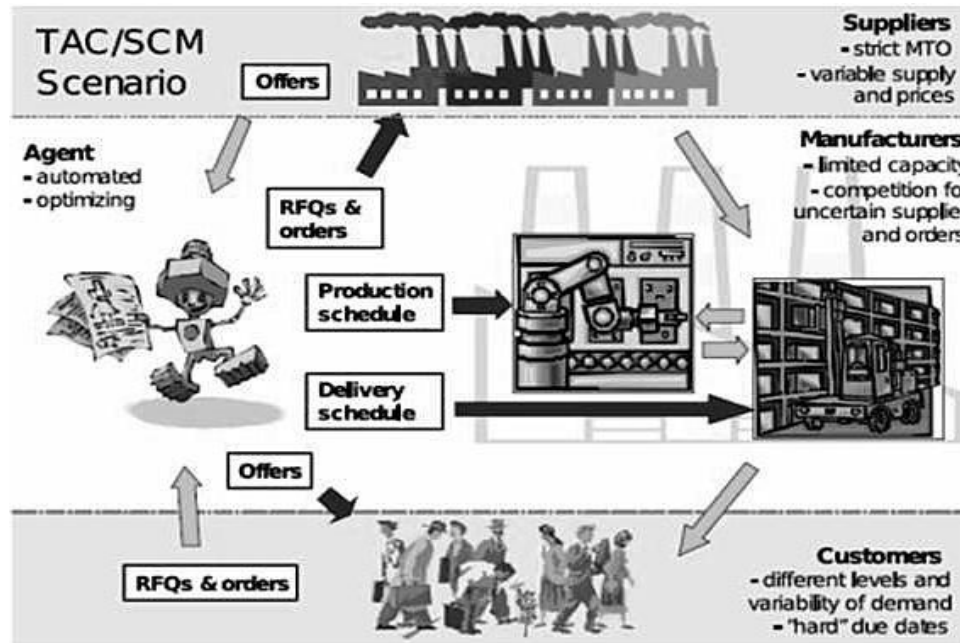 TAC/SCM
Scenario
Offers
Suppliers
- strict MTO
- variable supply
and prices
Agent
- automated
- optimizing
RFQs &
orders
Manufacturers
- limited capacity
- competition fo
uncertain supplie
and orders
Production
schedule
Delivery
schedule
Offers
RFQs & orders
Customers
- different levels and
variability of demand
- "hard" due dates